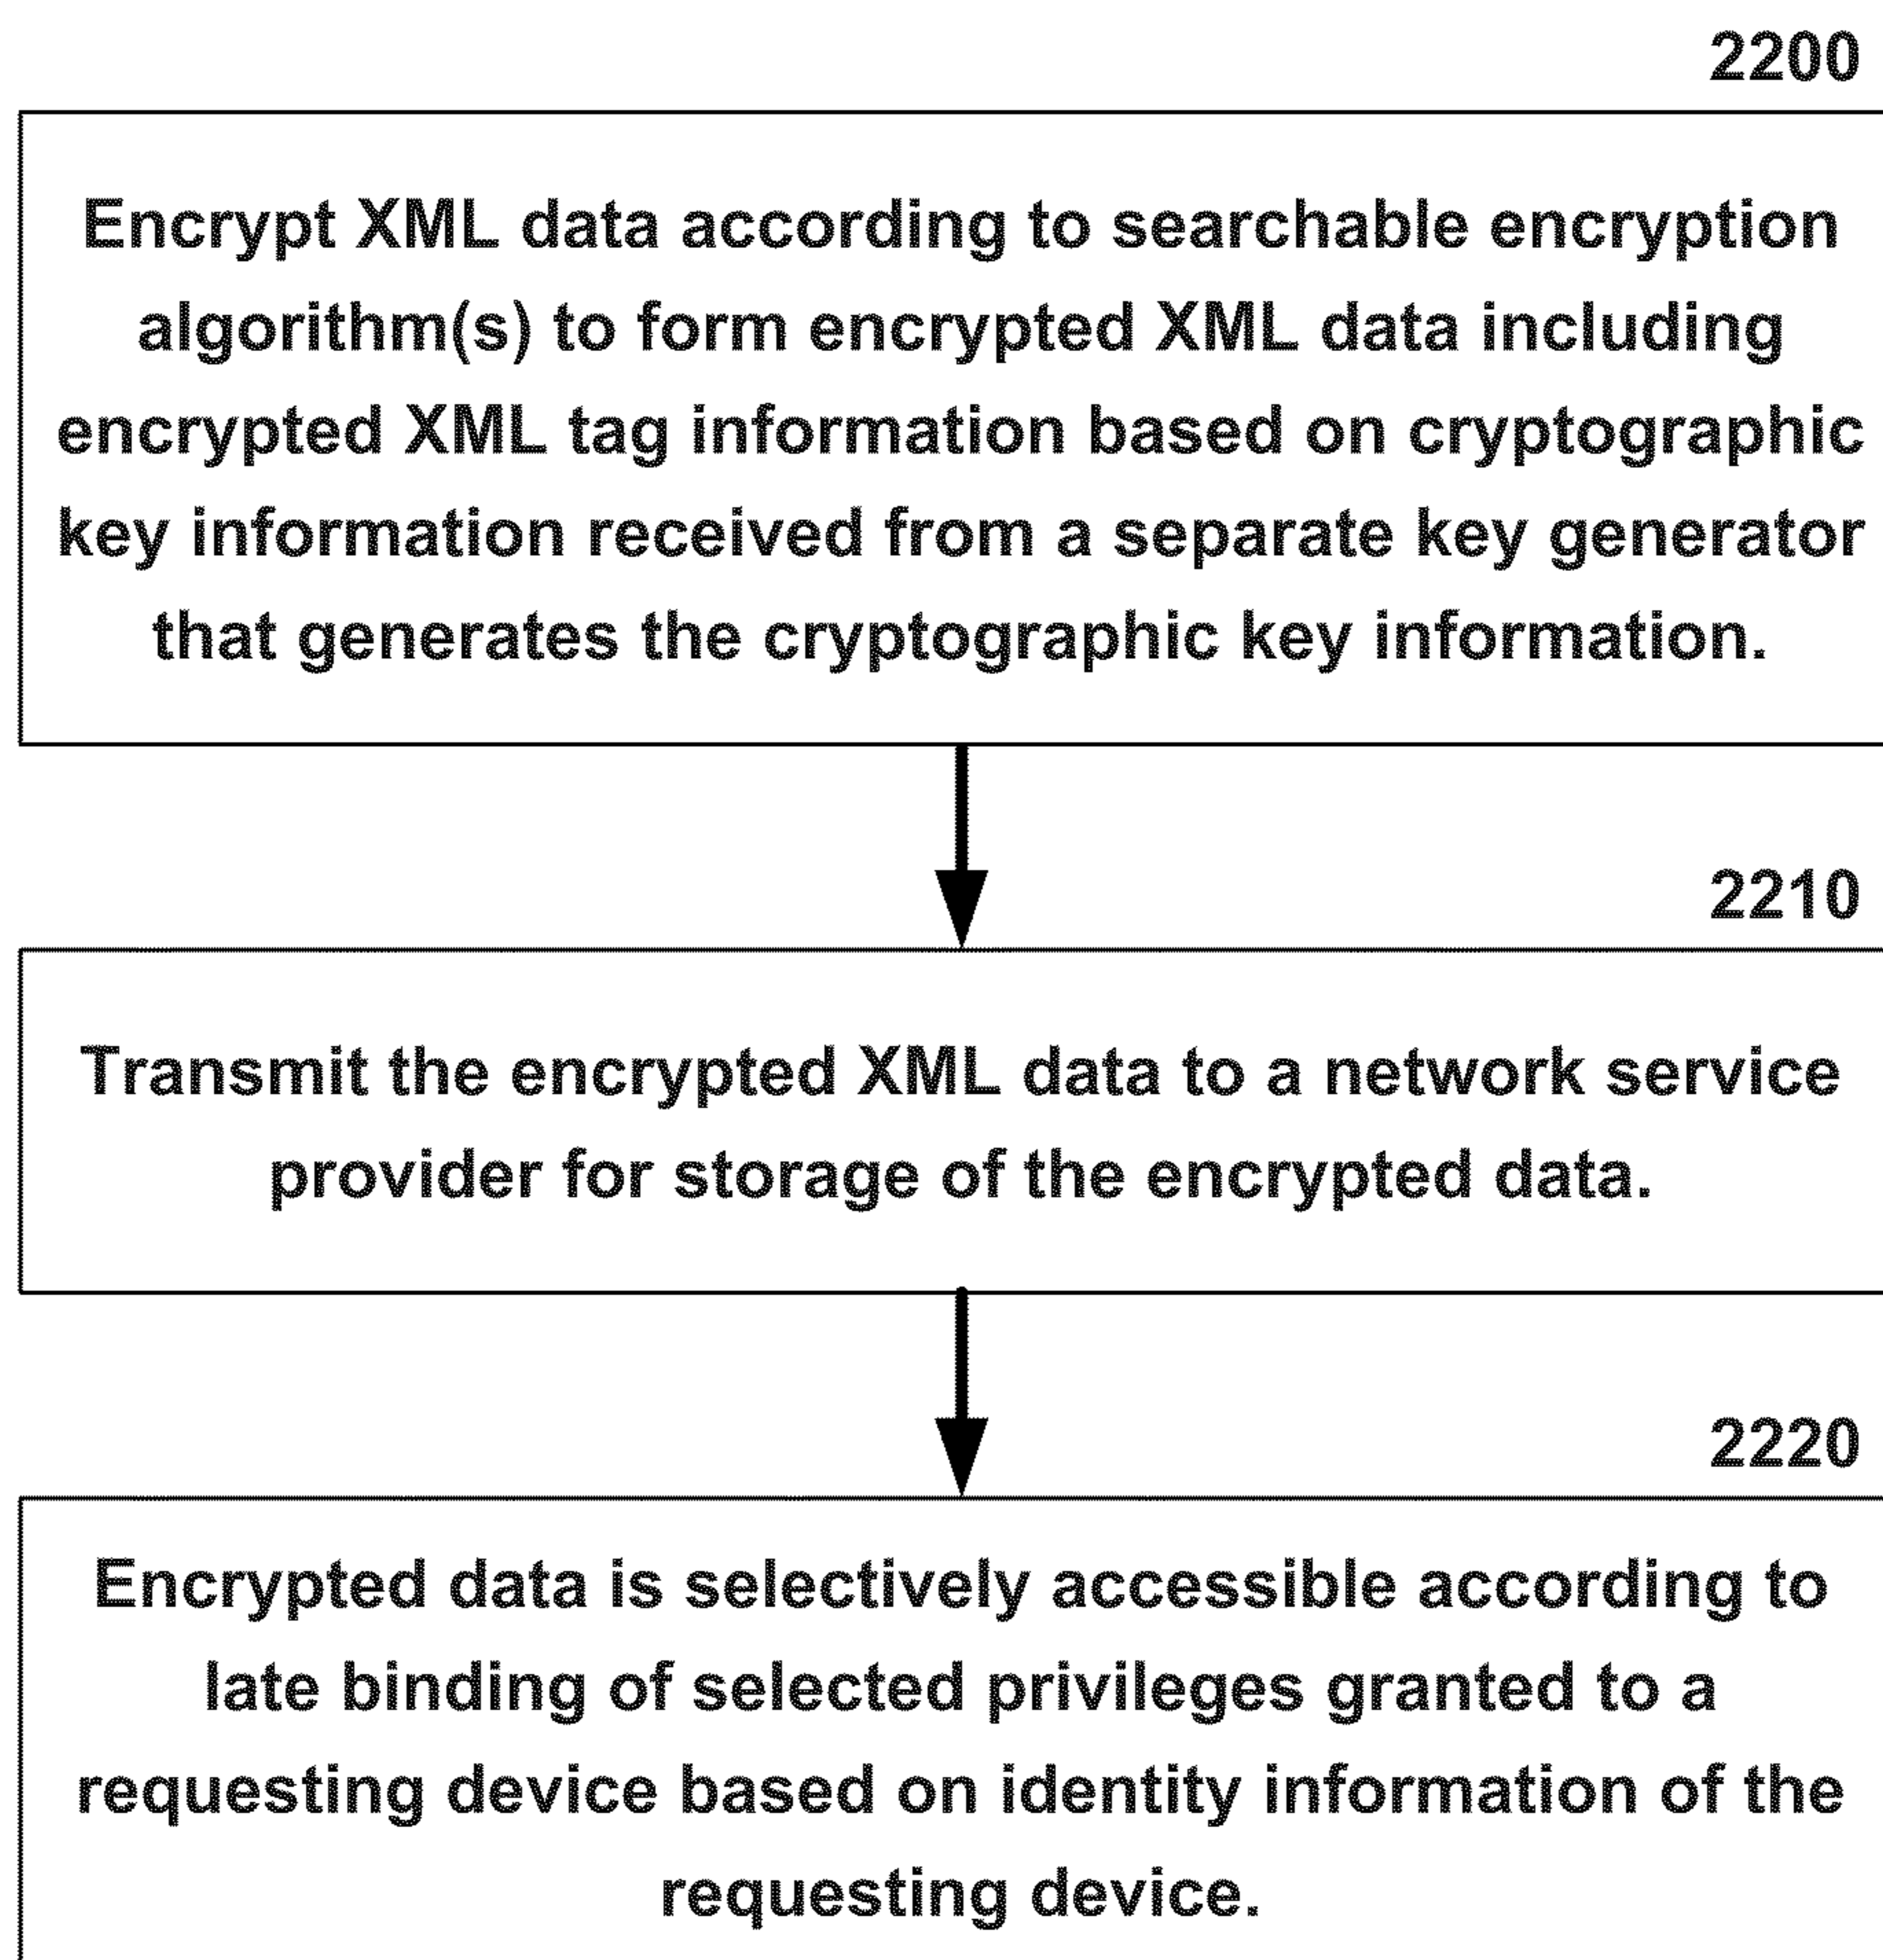 2200
Encrypt XML data according to searchable encryption
algorithm(s) to form encrypted XML data including
encrypted XML tag information based on cryptographic
key information received from a separate key generator
that generates the cryptographic key information.
2210
Transmit the encrypted XML data to a network service
provider for storage of the encrypted data.
2220
Encrypted data is selectively accessible according to
late binding of selected privileges granted to a
requesting device based on identity information of the
requesting device.